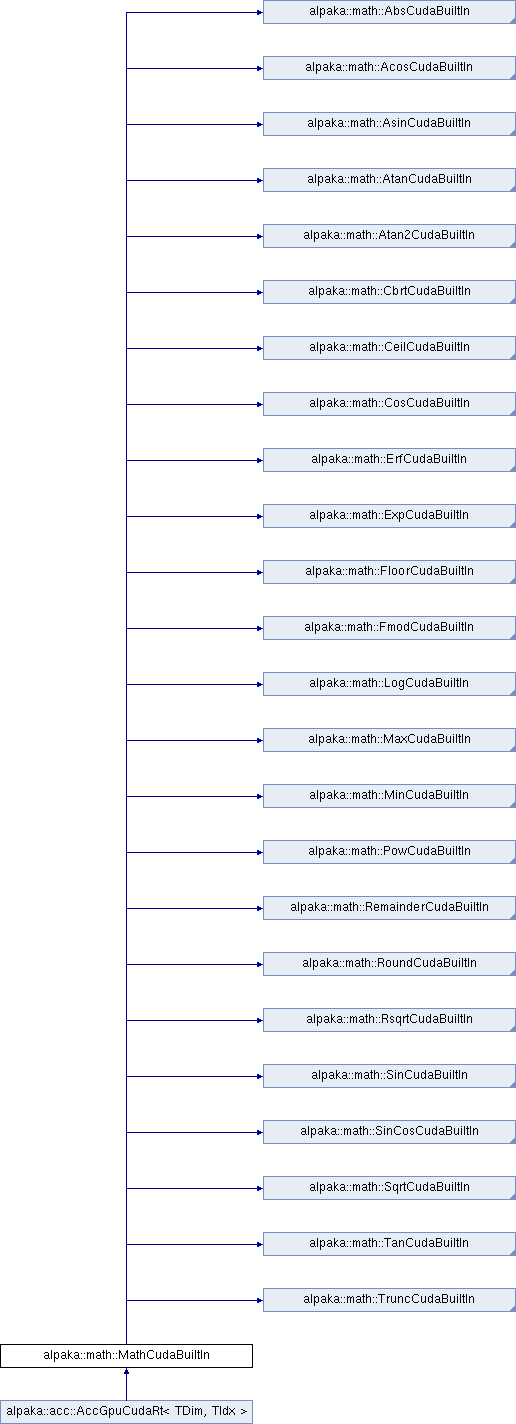 alpaka::math::AbsCudaBuiltIn
alpaka::math::AcosCudaBuiltIn
alpaka::math::AsinCudaBuiltIn
alpaka::math::AtanCudaBuiltIn
alpaka::math::Atan2CudaBuiltIn
alpaka::math::CbrtCudaBuiltIn
alpaka::math::CeilCudaBuiltIn
alpaka::math::CosCudaBuiltIn
alpaka::math::ErfCudaBuiltIn
alpaka::math::ExpCudaBuiltIn
alpaka::math::FloorCudaBuiltIn
alpaka::math::FmodCudaBuiltIn
alpaka::math::LogCudaBuiltIn
alpaka::math::MaxCudaBuiltIn
alpaka::math::MinCudaBuiltIn
alpaka::math::PowCudaBuiltIn
alpaka::math::RemainderCudaBuiltIn
alpaka::math::RoundCudaBuiltIn
alpaka::math::RsqrtCudaBuiltIn
alpaka::math::SinCudaBuiltIn
alpaka::math::SinCosCudaBuiltIn
alpaka::math::SqrtCudaBuiltIn
alpaka::math::TanCudaBuiltIn
alpaka::math::TruncCudaBuiltIn
alpaka::math::MathCudaBuiltIn
alpaka::acc::AccGpuCudaRt< TDim, TIdx >